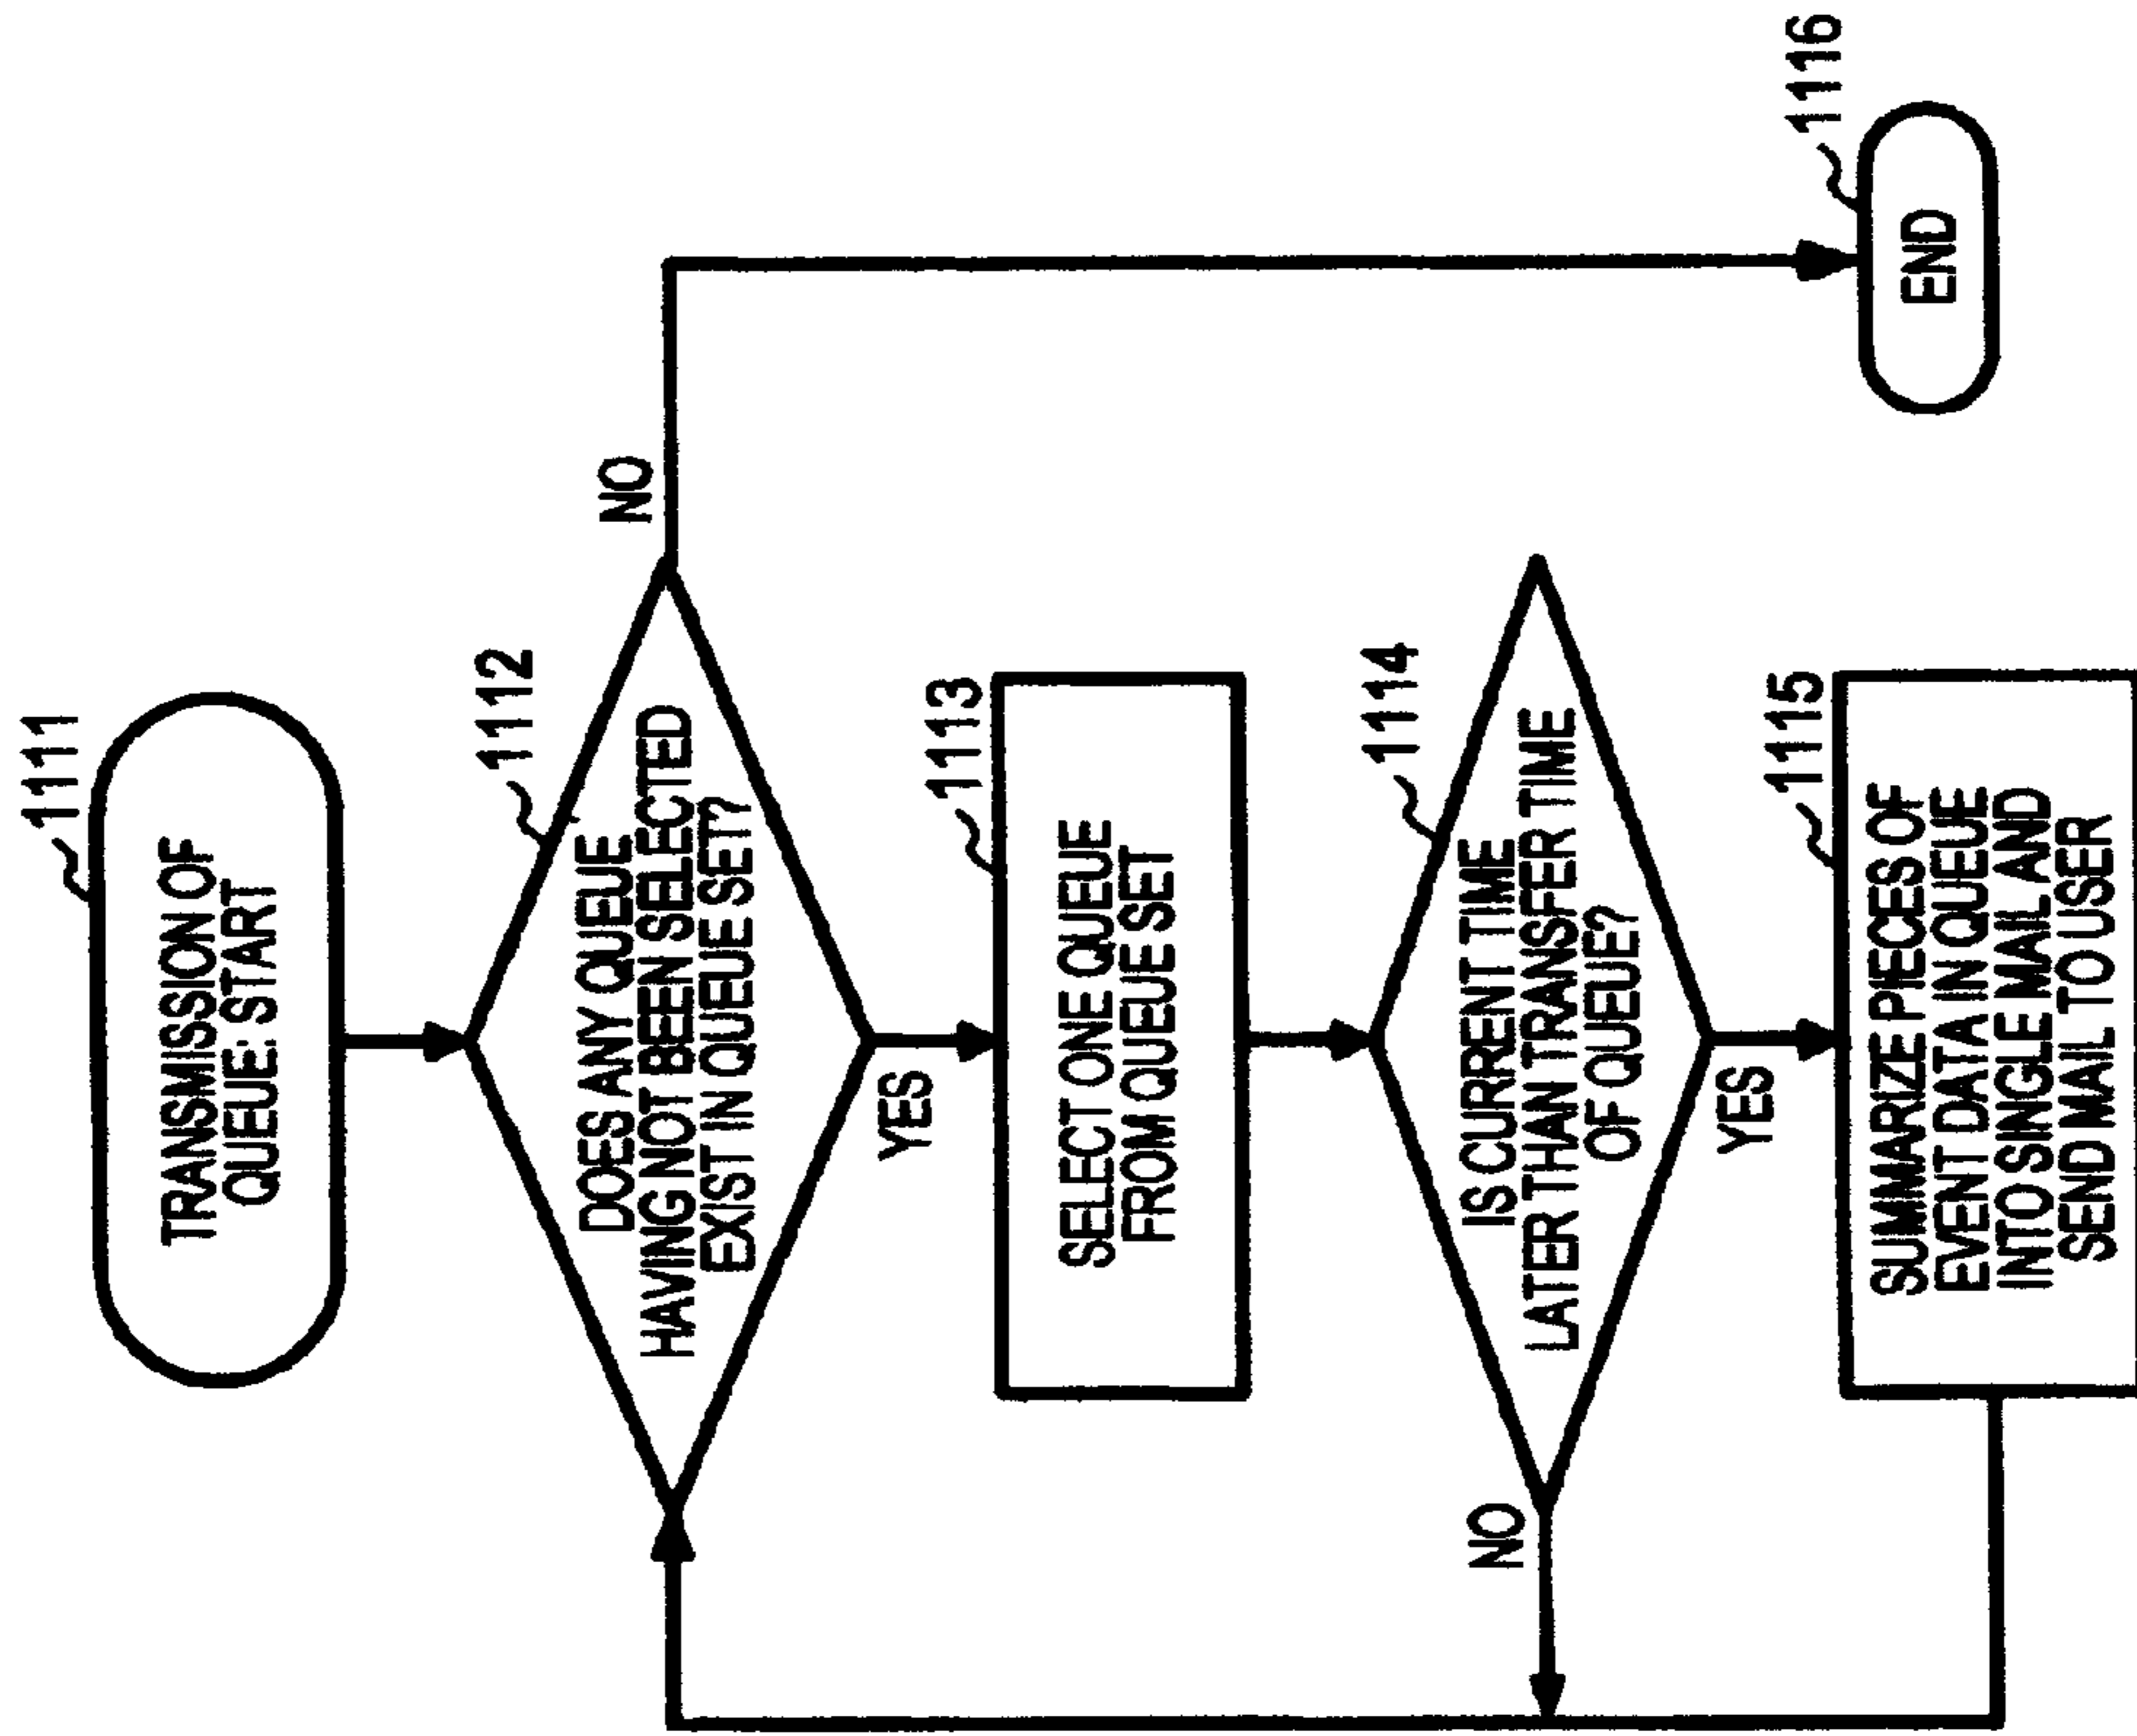 1111
TRANSMISSION OF
QUEUE: START
1112
DOES ANY QUEUE
HAVING NOT BEEN SELECTED
EXIST IN QUEUE SET?
NO
YES
1113
SELECT ONE QUEUE
FROM QUEUE SET
1114
IS CURRENT TIME
LATER THAN TRANSFER TIME
OF QUEUE?
NO
YES
1115
SUMMARIZE PIECES OF
EVENT DATA IN QUEUE
INTO SINGLE MAIL AND
SEND MAIL TO USER
1116
END